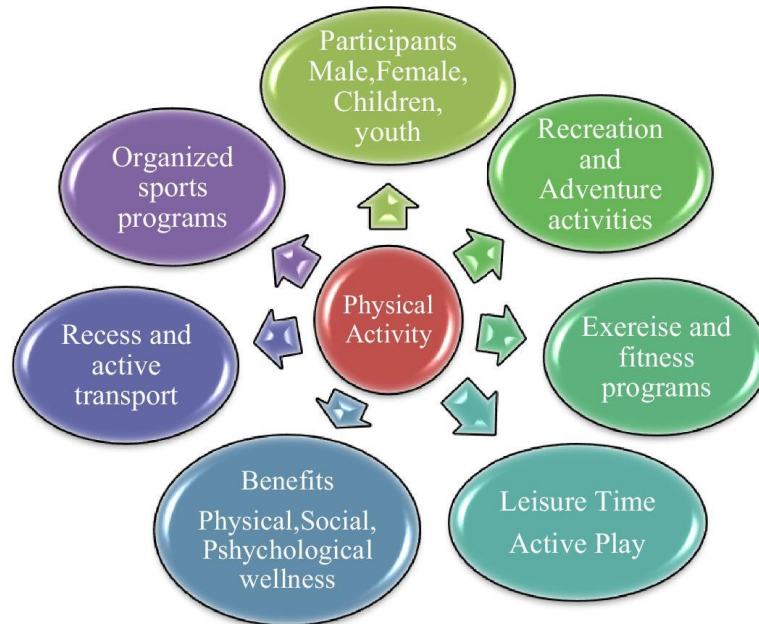 Participants
Male,Female,
Children,
youth
Recreation
and
Adventure
activities
Organized
sports
programs
Physical
Activity
Recess and
active
transport
Exereise and
fitness
programs
Benefits
Physical,Social,
Pshychological
wellness
Leisure Time
Active Play